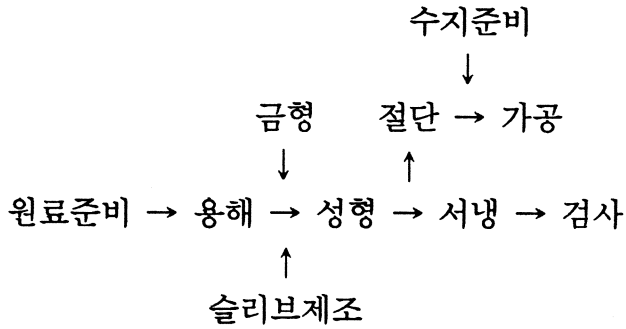 수지준비
↓
금형 절단 → 가공
↓ ↑
원료준비 → 용해 → 성형 → 서냉 → 검사
↑
슬리브제조